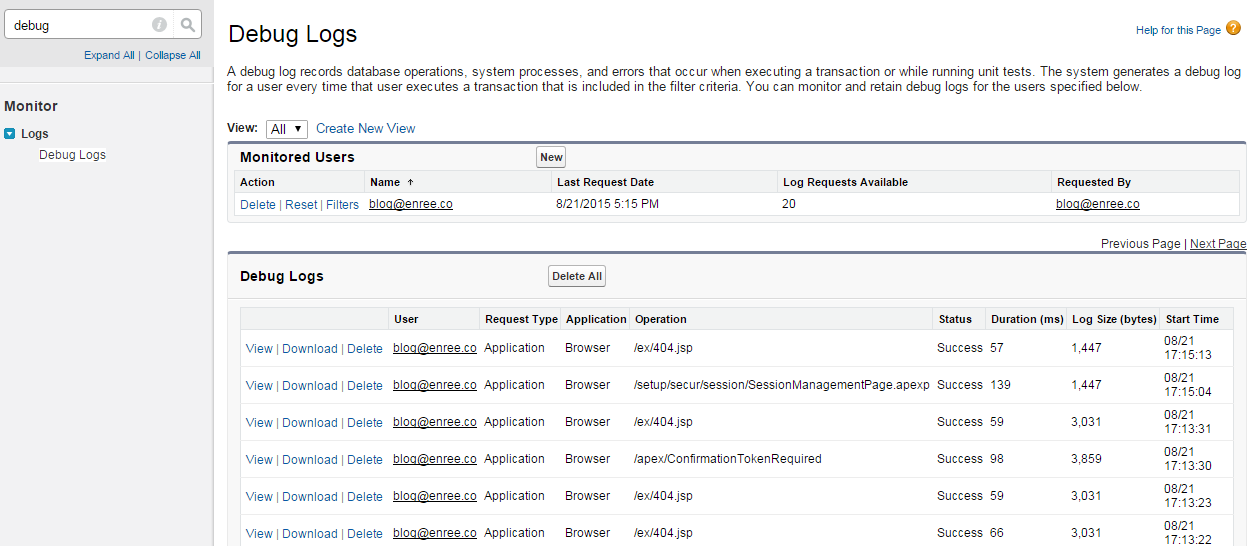 debug
Expand All | Collapse All
Monitor
Logs
Debug Logs
Debug Logs
Help for this Page
A debug log records database operations, system processes, and errors that occur when executing a transaction or while running unit tests. The system generates a debug log
for a user every time that user executes a transaction that is included in the filter criteria. You can monitor and retain debug logs for the users specified below.
View: All Create New View
Monitored Users New
Action Name Last Request Date Log Requests Available Requested By
Delete | Reset | Filters blog@enree.co 8/21/2015 5:15 PM 20 blog@enree.co
Previous Page | Next Page
Debug Logs Delete All
User Request Type Application Operation Status Duration (ms) Log Size (bytes) Start Time
View | Download | Delete blog@enree.co Application Browser /ex/404.jsp Success 57 1,447 08/21
17:15:13
View | Download | Delete blog@enree.co Application Browser /setup/secur/session/SessionManagementPage.apexp Success 139 1,447 08/21
17:15:04
View | Download | Delete blog@enree.co Application Browser /ex/404.jsp Success 59 3,031 08/21
17:13:31
View | Download | Delete blog@enree.co Application Browser /apex/ConfirmationTokenRequired Success 98 3,859 08/21
17:13:30
View | Download | Delete blog@enree.co Application Browser /ex/404.jsp Success 59 3,031 08/21
17:13:23
View | Download | Delete blog@enree.co Application Browser /ex/404.jsp Success 66 3,031 08/21
17:13:22